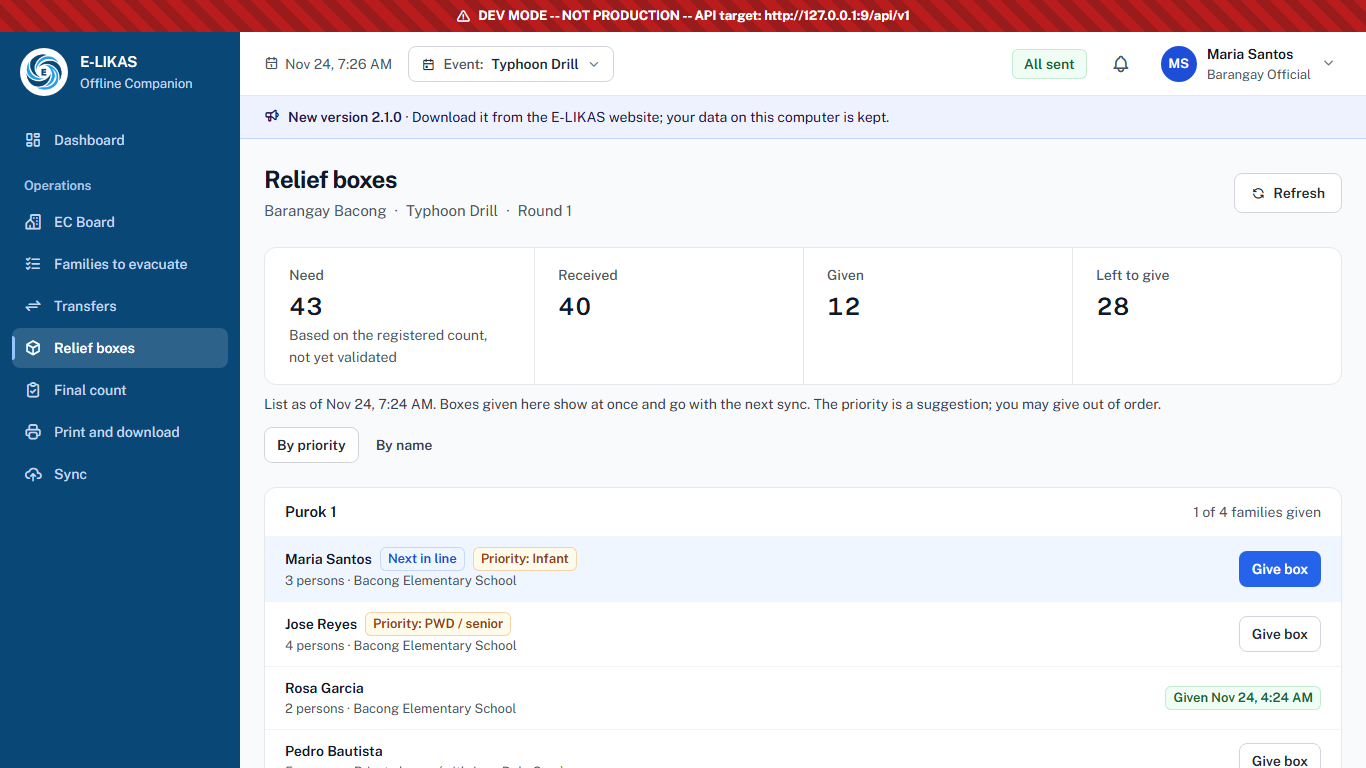 DEV MODE -- NOT PRODUCTION -- API target: http://127.0.0.1:9/api/v1
E-LIKAS
Offline Companion
Dashboard
Operations
EC Board
Families to evacuate
Transfers
Relief boxes
Final count
Print and download
Sync
Nov 24, 7:26 AM
Event: Typhoon Drill
All sent
MS
Maria Santos
Barangay Official
New version 2.1.0 · Download it from the E-LIKAS website; your data on this computer is kept.
Relief boxes
Barangay Bacong · Typhoon Drill · Round 1
Refresh
Need
43
Based on the registered count,
not yet validated
Received
40
Given
12
Left to give
28
List as of Nov 24, 7:24 AM. Boxes given here show at once and go with the next sync. The priority is a suggestion; you may give out of order.
By priority
By name
Purok 1
1 of 4 families given
Maria Santos Next in line Priority: Infant
3 persons · Bacong Elementary School
Give box
Jose Reyes Priority: PWD / senior
4 persons · Bacong Elementary School
Give box
Rosa Garcia
2 persons · Bacong Elementary School
Given Nov 24, 4:24 AM
Pedro Bautista
Give box